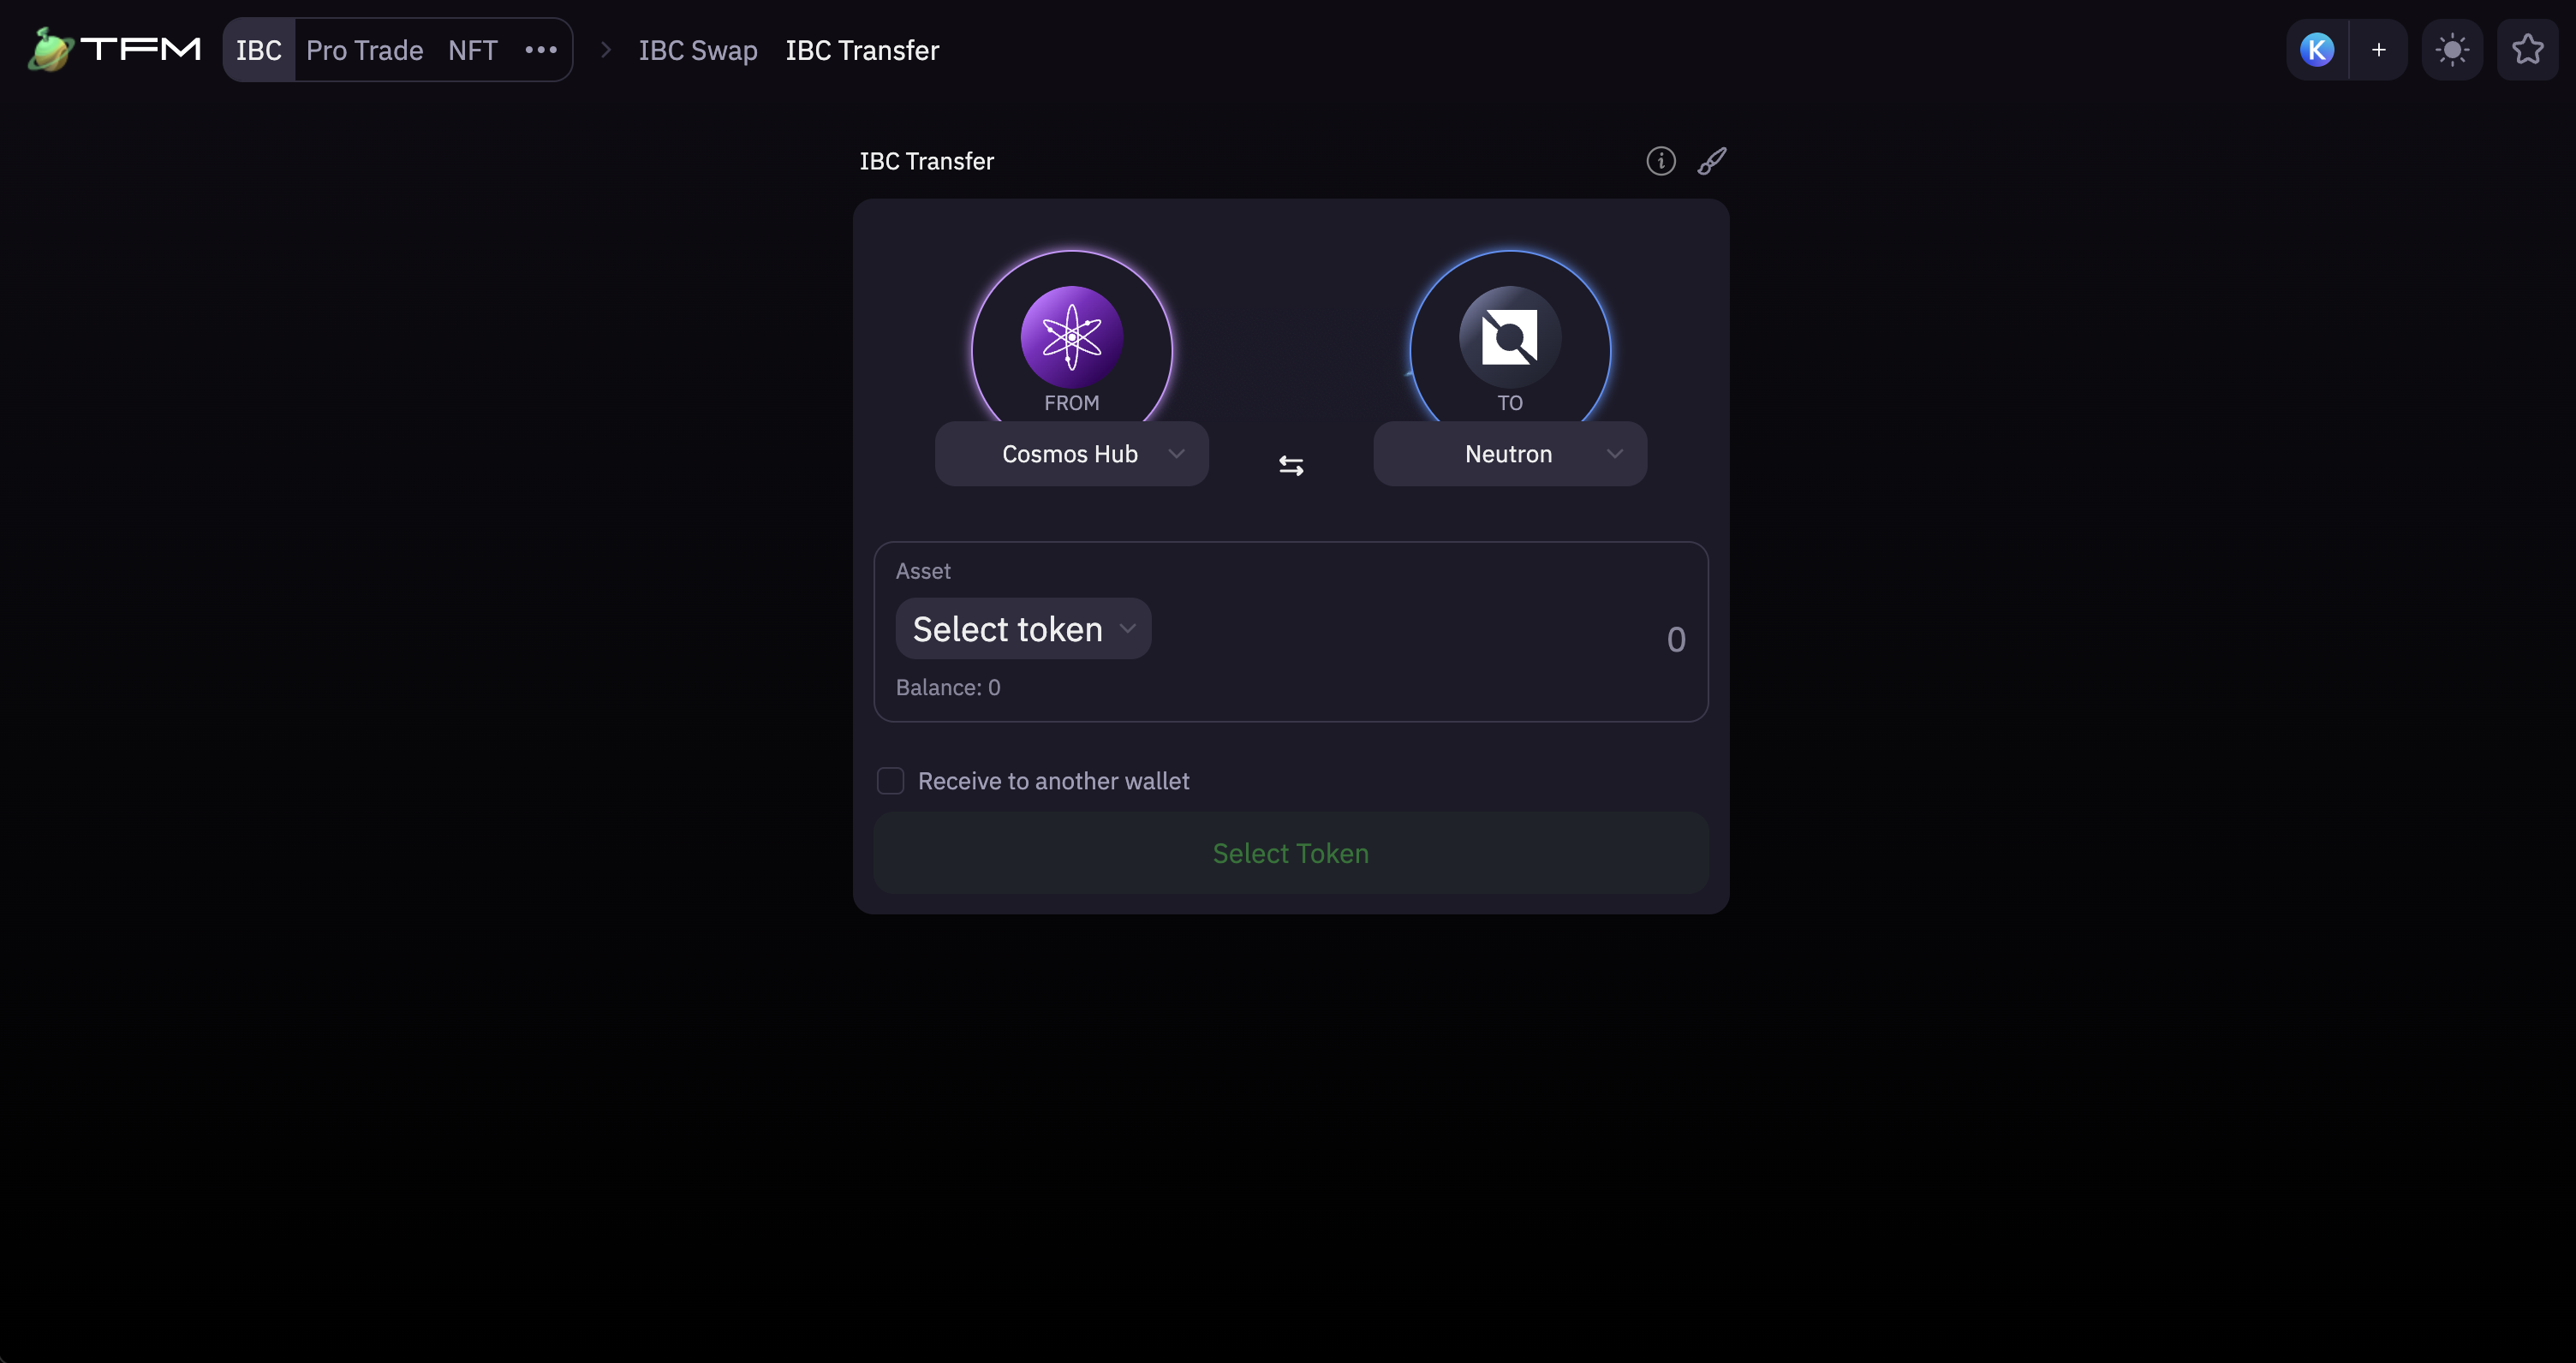 TFM
IBC Pro Trade NFT ••• > IBC Swap IBC Transfer
K +
IBC Transfer
FROM
TO
Cosmos Hub
Neutron
Asset
Select token
0
Balance: 0
Receive to another wallet
Select Token